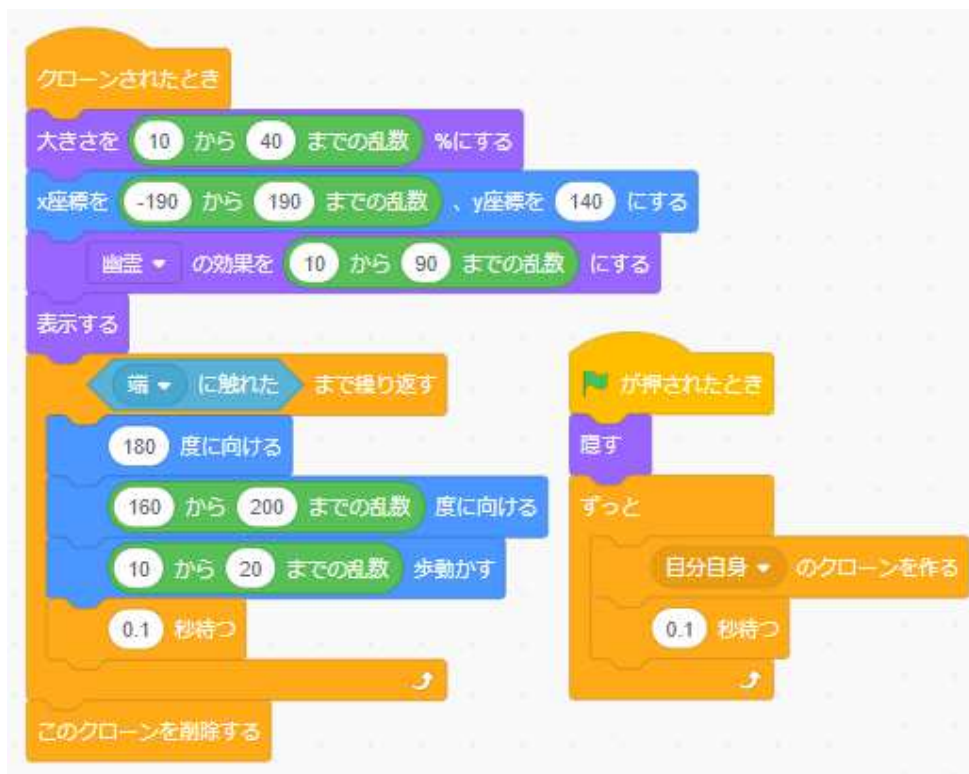 クローンされたとき
大きさを 10 から 40 までの乱数 %にする
x座標を -190 から 190 までの乱数 、y座標を 140 にする
幽霊 の効果を 10 から 90 までの乱数 にする
表示する
端 に触れた まで繰り返す
180 度に向ける
160 から 200 までの乱数 度に向ける
10 から 20 までの乱数 歩動かす
0.1 秒待つ
このクローンを削除する
が押されたとき
隠す
ずっと
自分自身 のクローンを作る
0.1 秒待つ